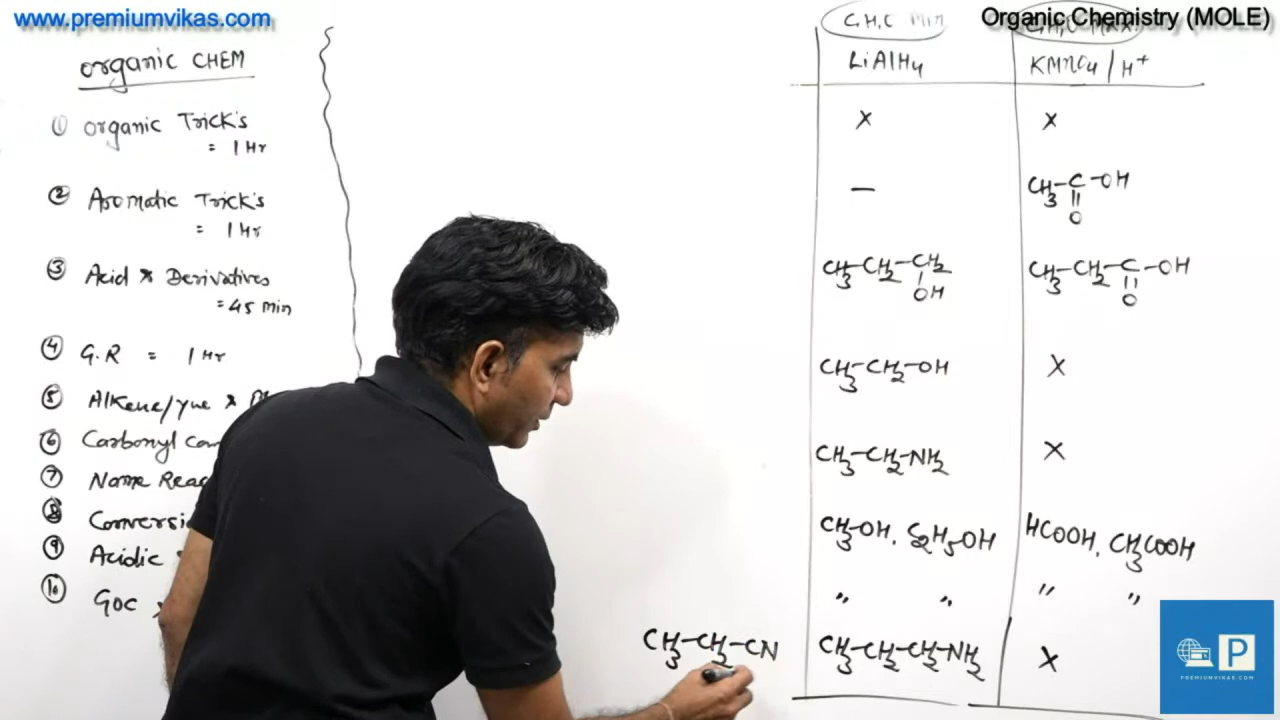 www.premiumvikas.com
Organic Chemistry (MOLE)
organic CHEM
① organic Trick's
= 1 Hr
② Aromatic Trick's
= 1 Hr
③ Acid & Derivatives
= 45 min
④ G.R = 1 Hr
⑤ Alkene/yne &
⑥ Carbonyl
⑦ Name
⑧
⑨ Acidic
⑩ GOC
C,H,O Min
LiAlH4
KMnO4/H+
X X
— CH3-C-OH
O
CH3-CH2-CH2 CH3-CH2-C-OH
OH O
CH3-CH2-OH X
CH3-CH2-NH2 X
CH3-OH, C2H5OH HCOOH, CH3COOH
" " " "
CH3-CH2-CN CH3-CH2-CH2-NH2 X
P
PREMIUMVIKAS.COM